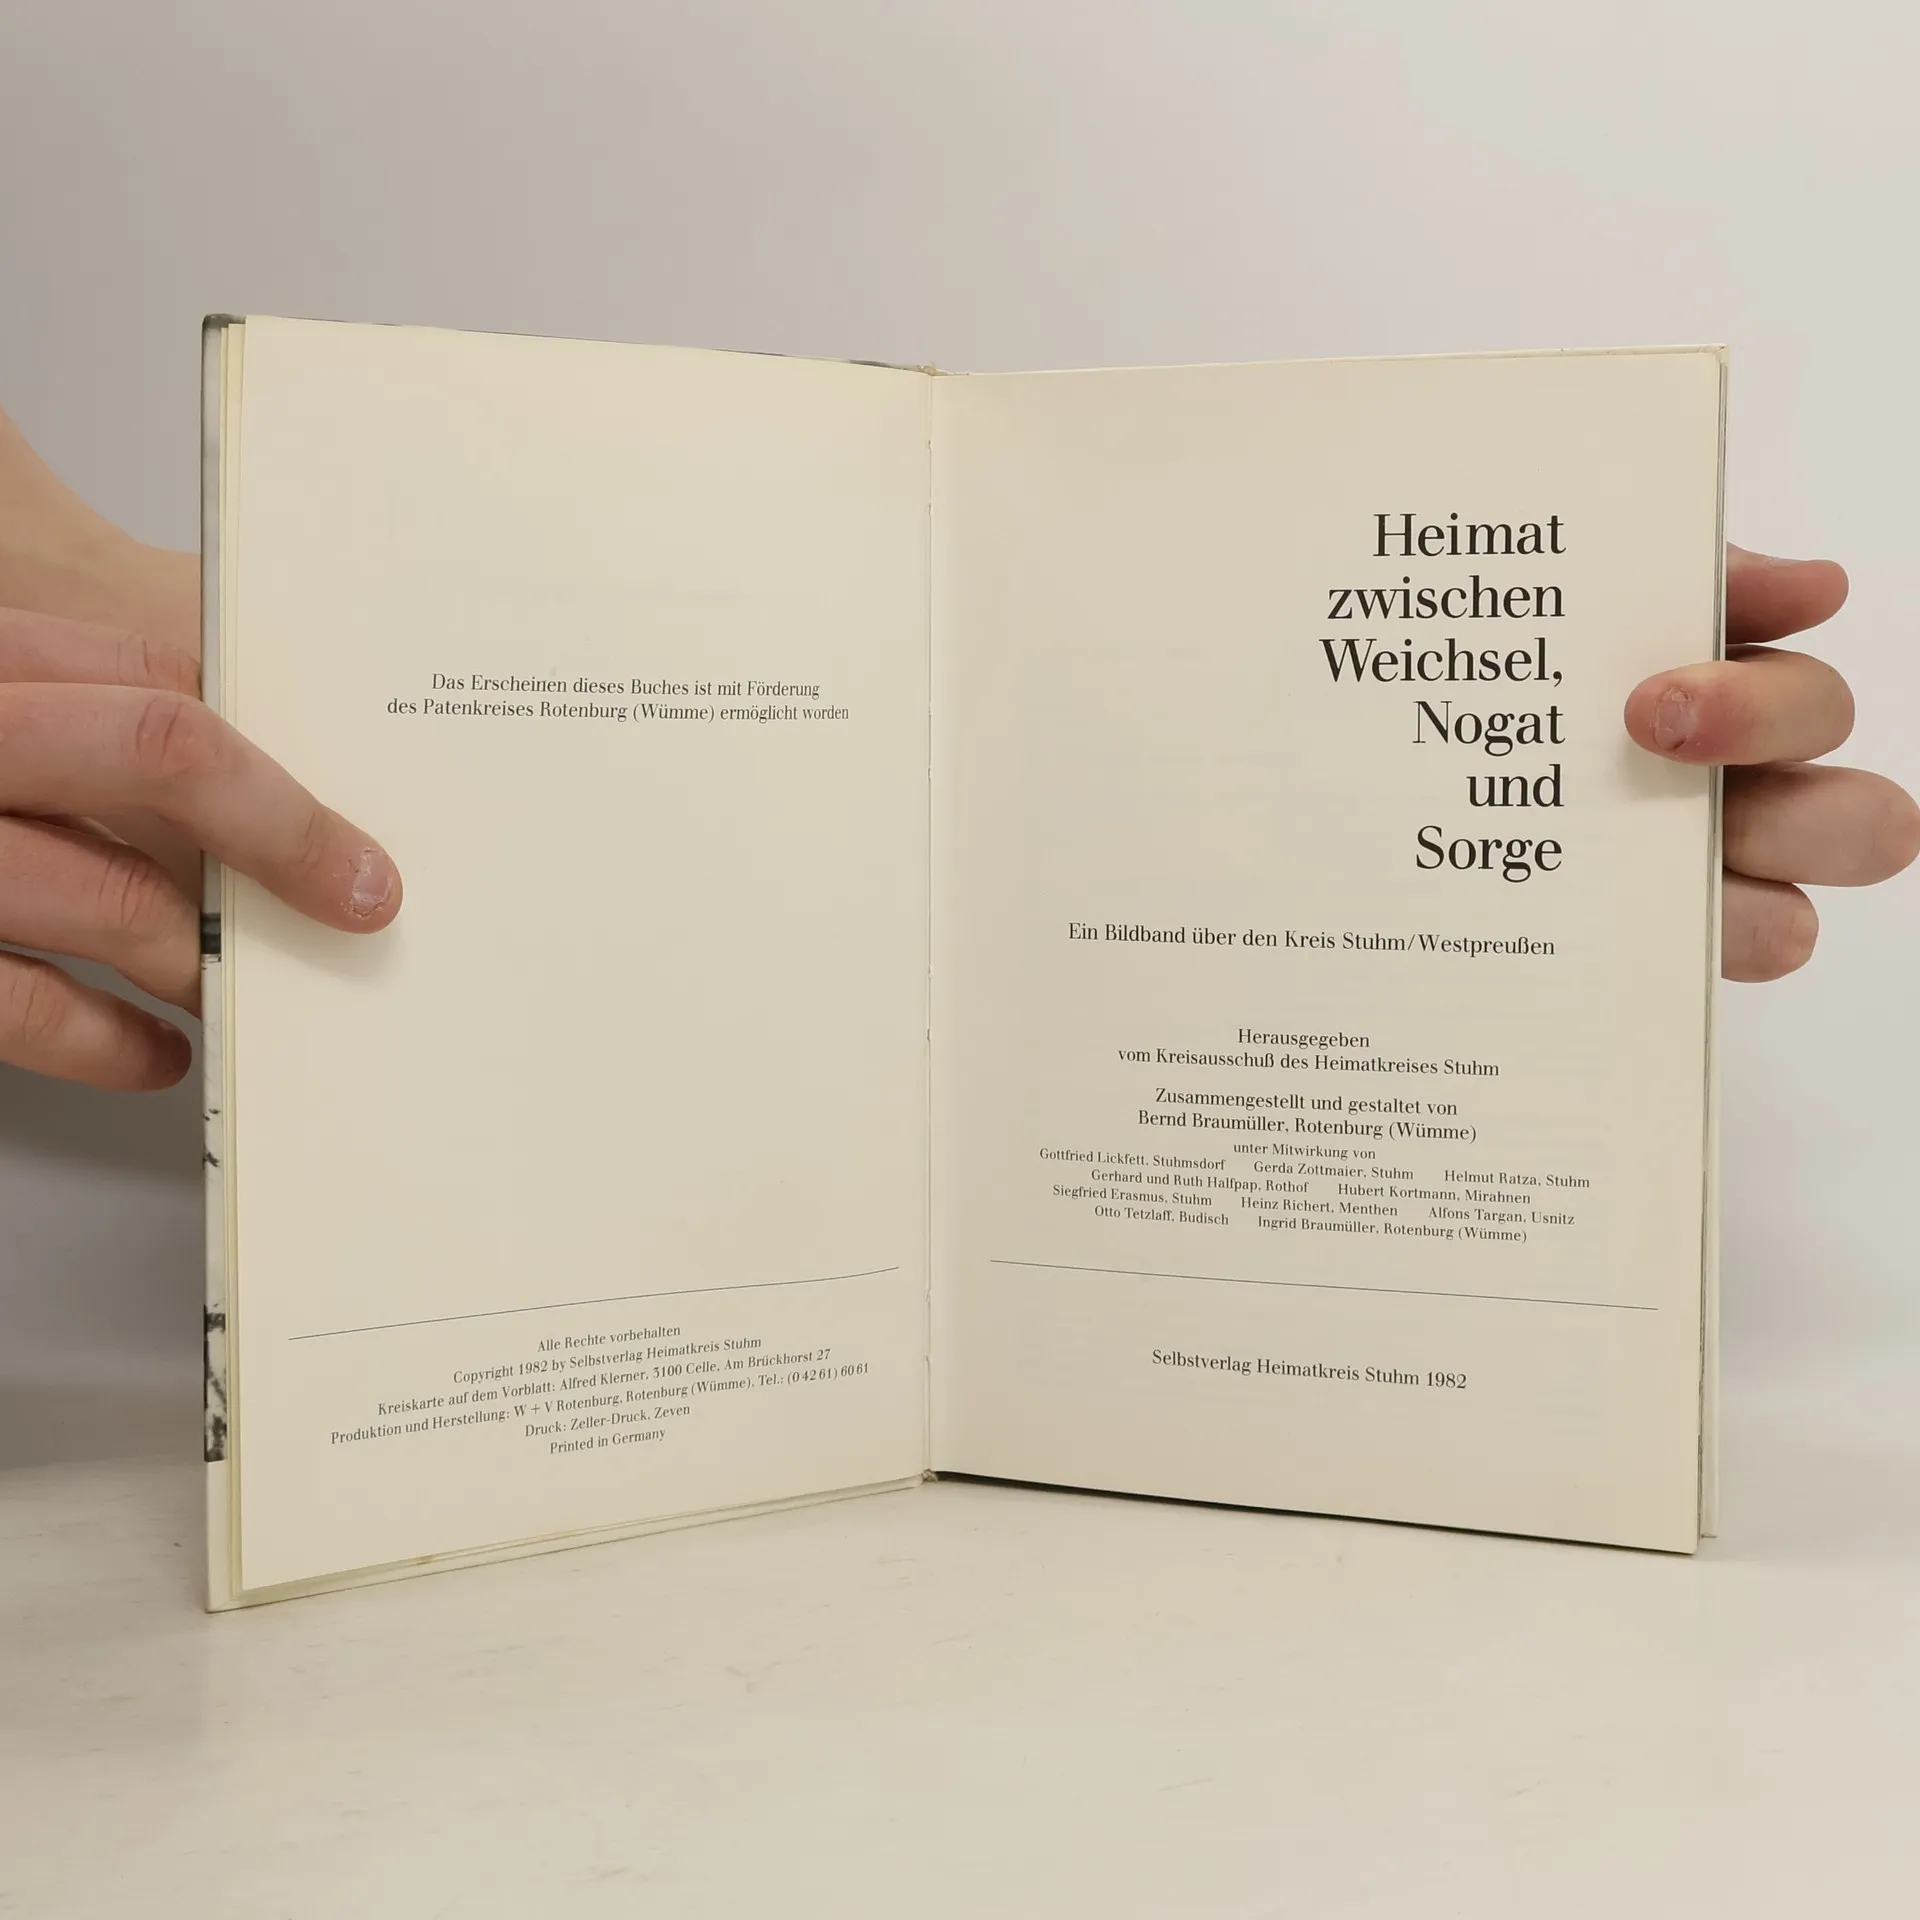 Das Erscheinen dieses Buches ist mit Förderung
des Patenkreises Rotenburg (Wümme) ermöglicht worden
Alle Rechte vorbehalten
Copyright 1982 by Selbstverlag Heimatkreis Stuhm
Kreiskarte auf dem Vorblatt: Alfred Klerner, 3100 Celle, Am Brückhorst 27
Produktion und Herstellung: W + V Rotenburg, Rotenburg (Wümme), Tel.: (0 42 61) 60 61
Druck: Zeller-Druck, Zeven
Printed in Germany
Heimat
zwischen
Weichsel,
Nogat
und
Sorge
Ein Bildband über den Kreis Stuhm/Westpreußen
Herausgegeben
vom Kreisausschuß des Heimatkreises Stuhm
Zusammengestellt und gestaltet von
Bernd Braumüller, Rotenburg (Wümme)
unter Mitwirkung von
Gottfried Lickfett, Stuhmsdorf Gerda Zottmaier, Stuhm Helmut Ratza, Stuhm
Gerhard und Ruth Halfpap, Rothof Hubert Kortmann, Mirahnen
Siegfried Erasmus, Stuhm Heinz Richert, Menthen Alfons Targan, Usnitz
Otto Tetzlaff, Budisch Ingrid Braumüller, Rotenburg (Wümme)
Selbstverlag Heimatkreis Stuhm 1982